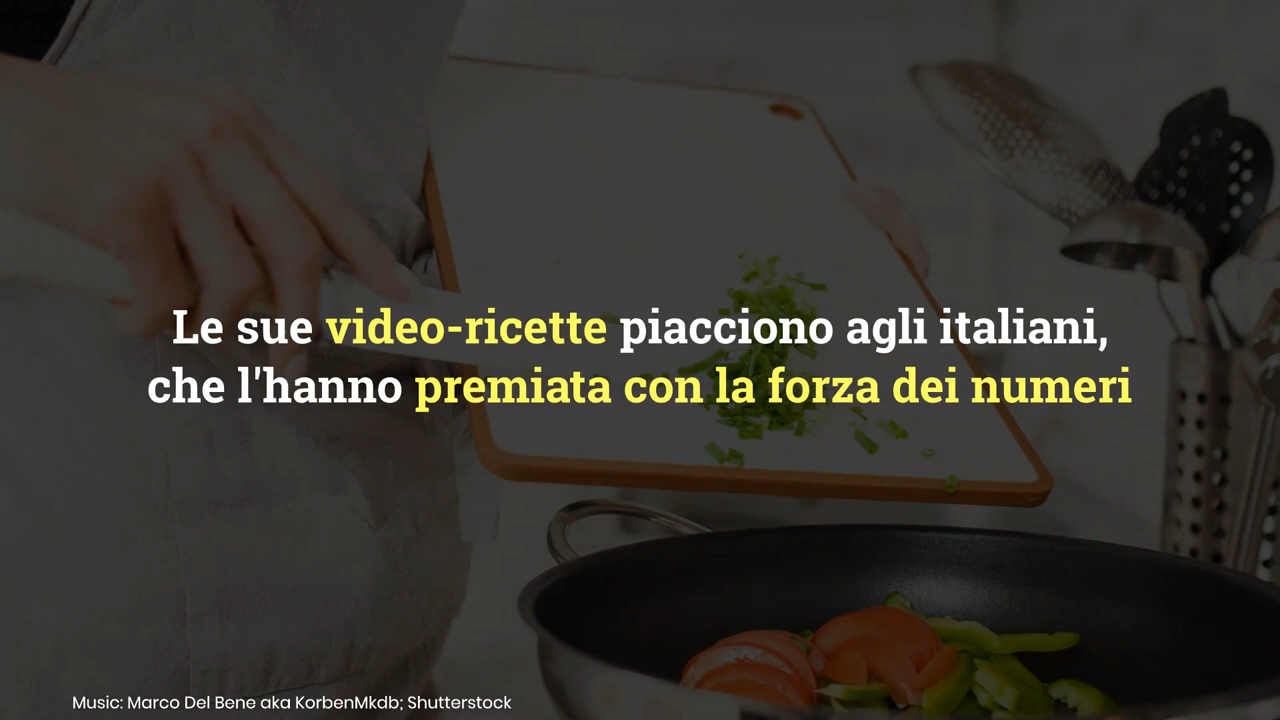 Le sue video-ricette piacciono agli italiani,
che l'hanno premiata con la forza dei numeri
Music: Marco Del Bene aka KorbenMkdb; Shutterstock